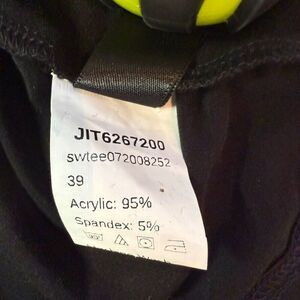 JIT6267200
swtee072008252
39
Acrylic: 95%
Spandex: 5%